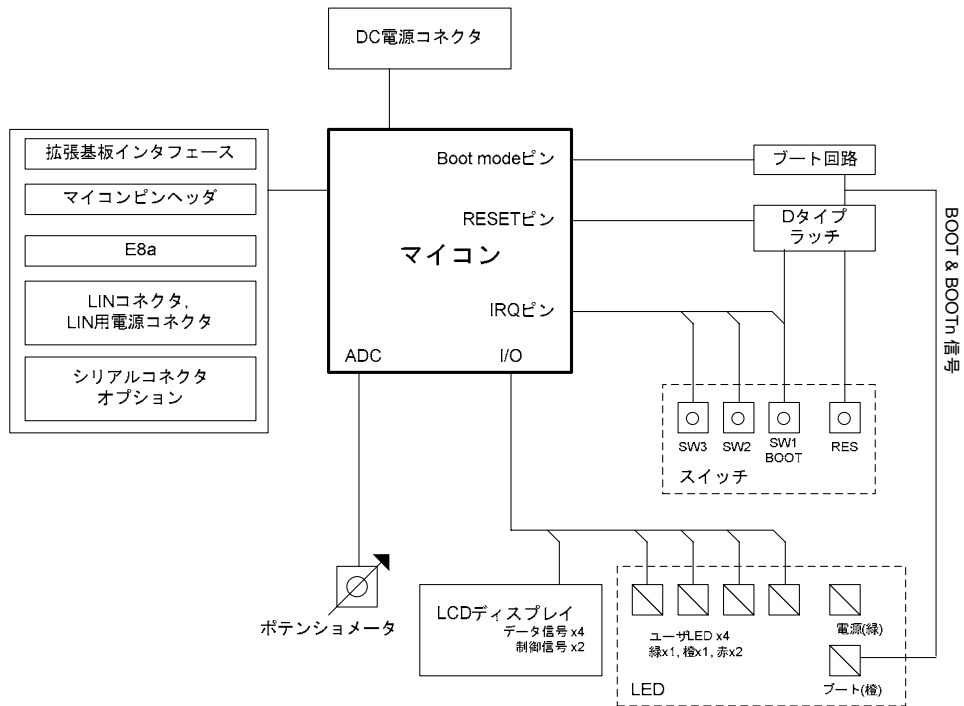 DC電源コネクタ
拡張基板インタフェース
マイコンピンヘッダ
E8a
LINコネクタ,
LIN用電源コネクタ
シリアルコネクタ
オプション
Boot modeピン
RESETピン
マイコン
IRQピン
ADC
I/O
ブート回路
Dタイプ
ラッチ
BOOT & BOOTn 信号
SW3
SW2
SW1
BOOT
RES
スイッチ
ポテンショメータ
LCDディスプレイ
データ信号 x4
制御信号 x2
ユーザLED x4
緑x1, 橙x1, 赤x2
電源(緑)
ブート(橙)
LED